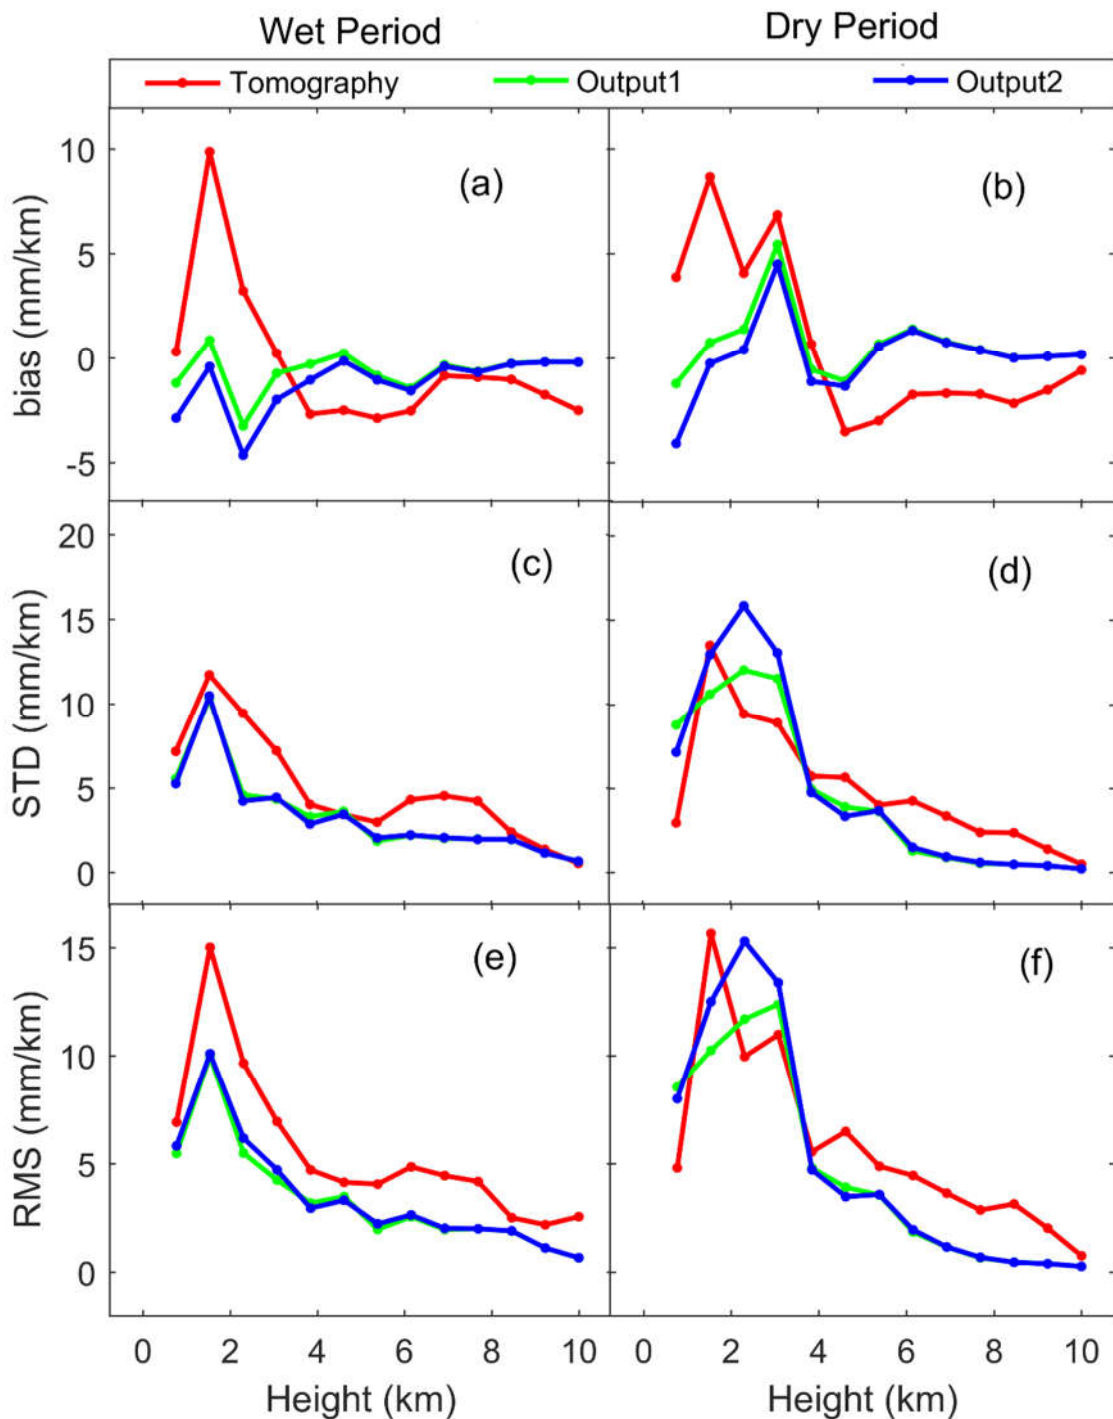 Wet Period
Dry Period
Tomography
Output1
Output2
10
5
0
-5
bias (mm/km)
(a)
(b)
20
15
10
5
0
STD (mm/km)
(c)
(d)
15
10
5
0
RMS (mm/km)
(e)
(f)
0 2 4 6 8 10
0 2 4 6 8 10
Height (km)
Height (km)